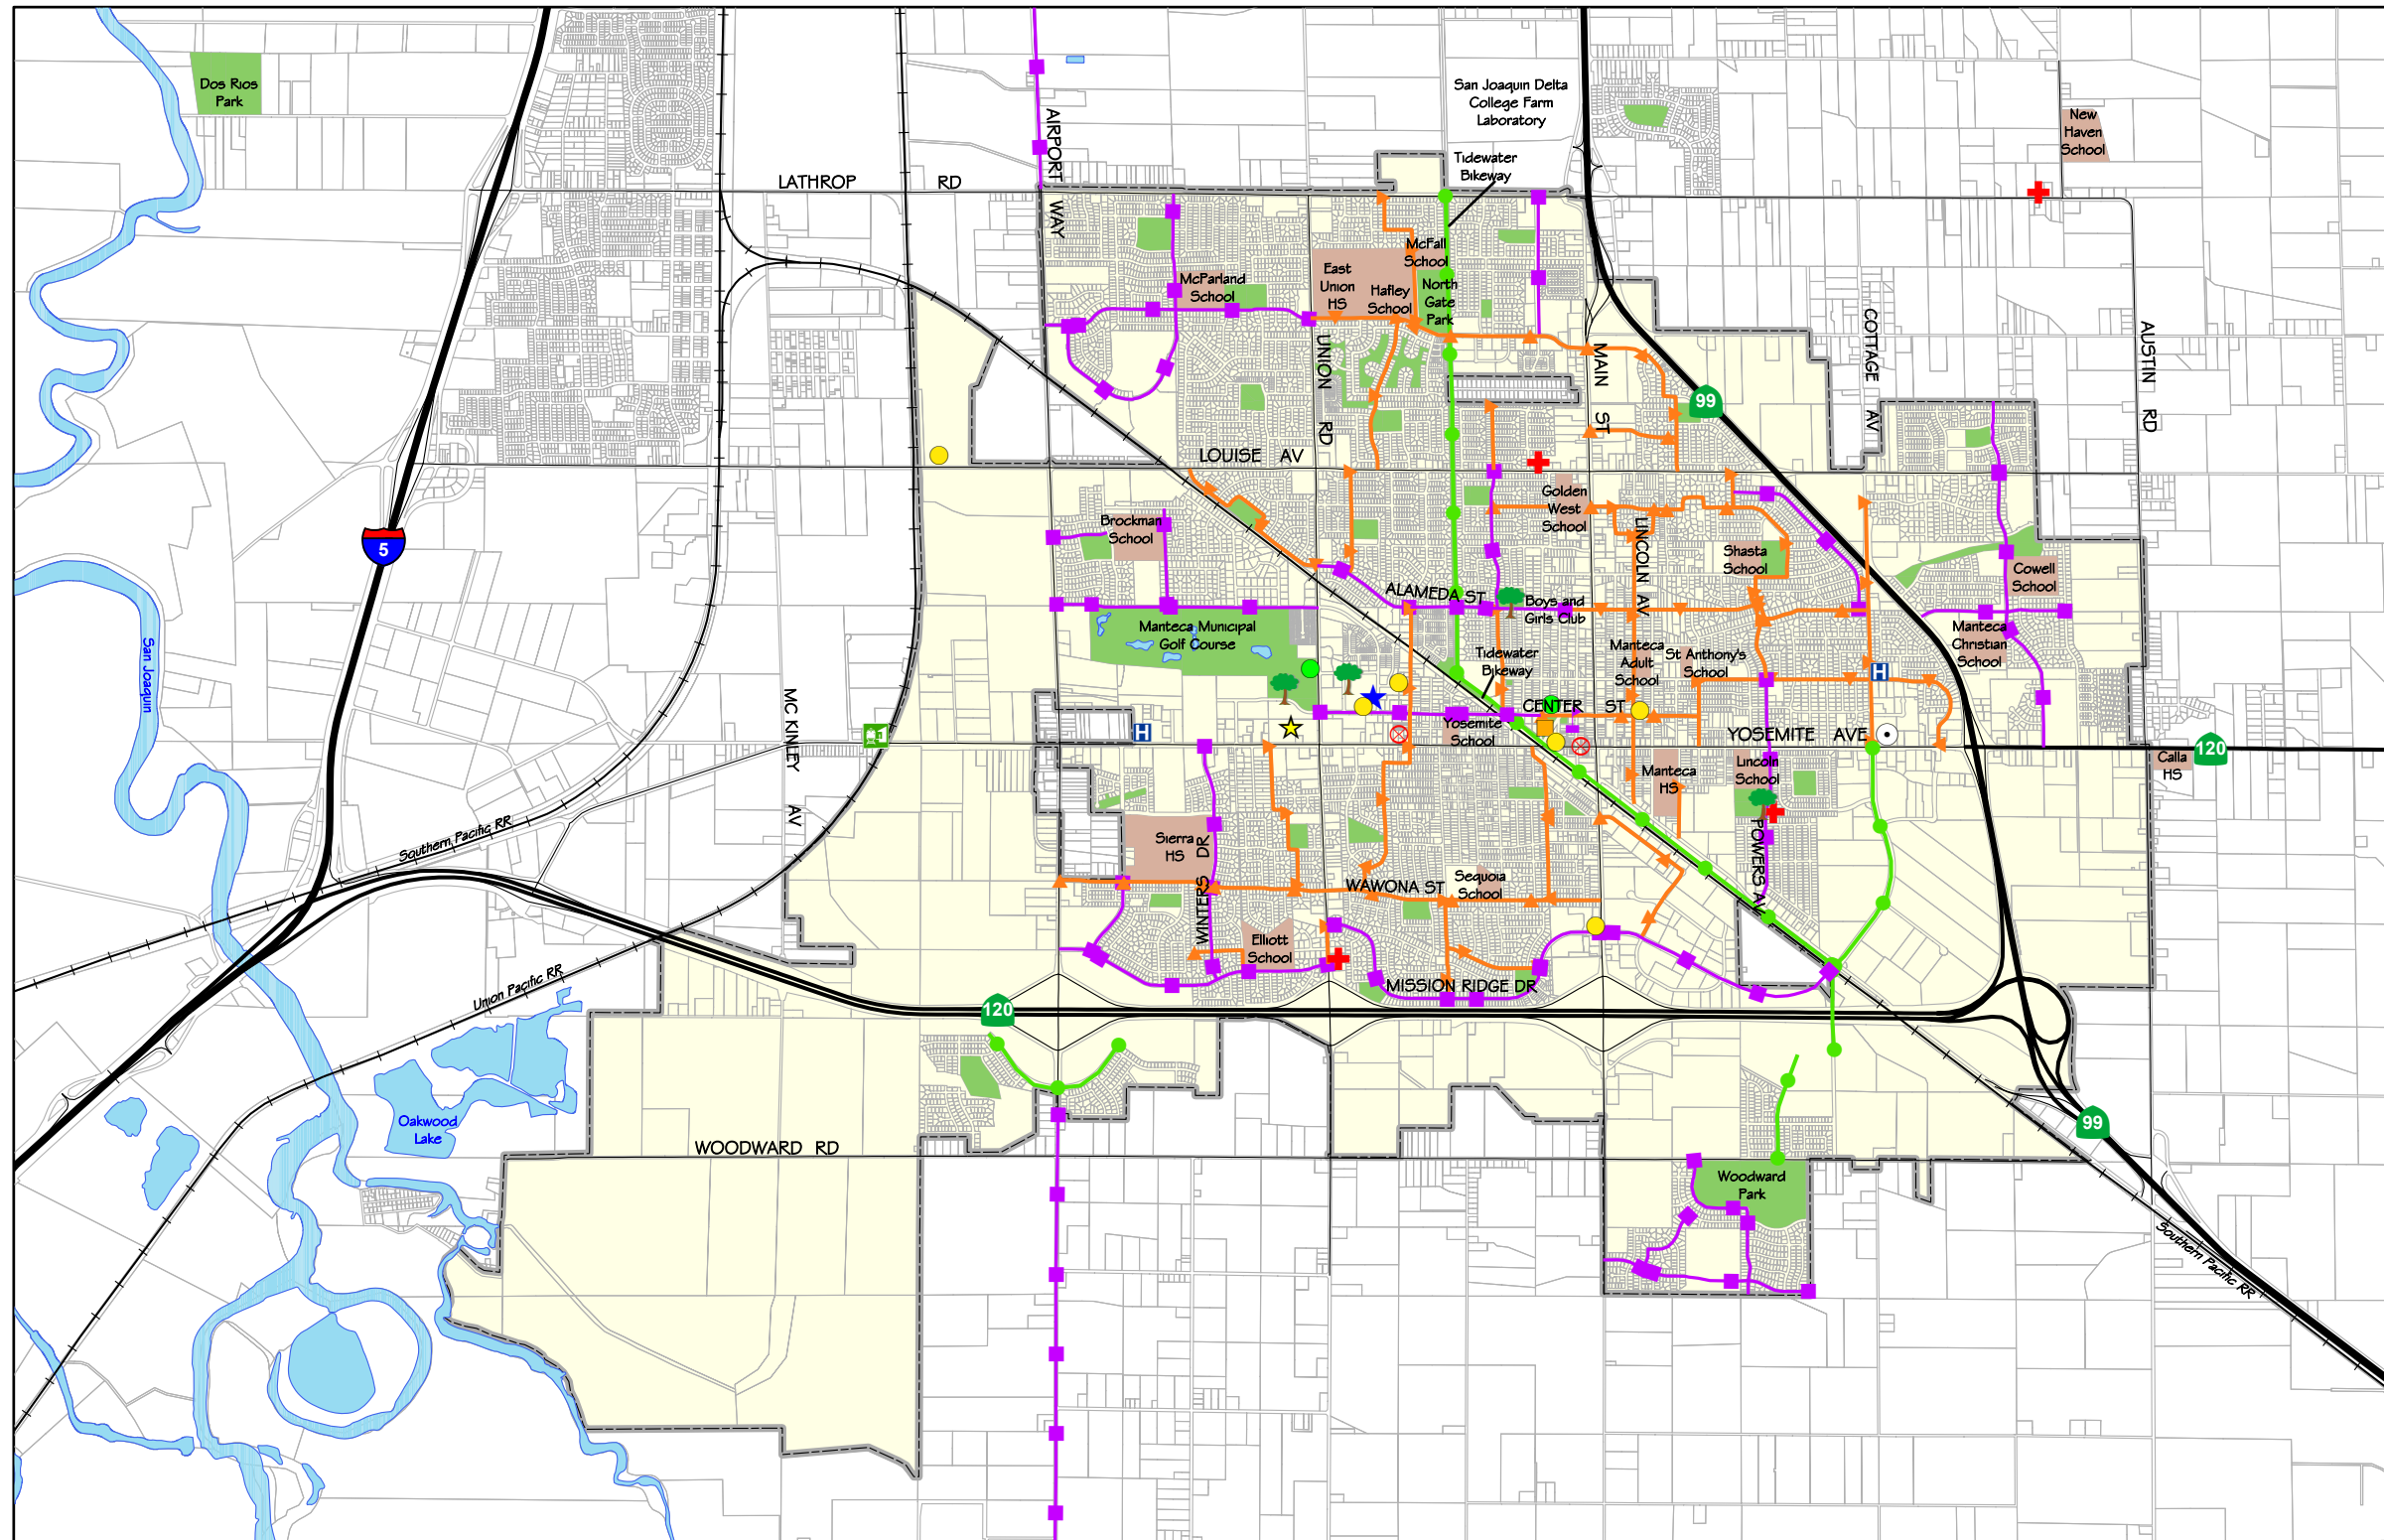 Dos Rios
Park
San Joaquin Delta
College Farm
Laboratory
New
Haven
School
AIRPORT
WAY
LATHROP RD
Tidewater
Bikeway
McFall
School
East
Union
HS
McParland
School
Hafley
School
North
Gate
Park
UNION
RD
MAIN
ST
COTTAGE
AV
AUSTIN
RD
99
LOUISE AV
Golden
West
School
Brockman
School
LINCOLN
AV
Shasta
School
Cowell
School
5
ALAMEDA ST
Boys and
Girls Club
Manteca Municipal
Golf Course
Manteca
Christian
School
San Joaquin
Tidewater
Bikeway
Manteca
Adult
School
St Anthony's
School
H
MC KINLEY
AV
CENTER ST
H
Yosemite
School
YOSEMITE AVE
120
Calla
HS
Manteca
HS
Lincoln
School
Southern Pacific RR
Sierra
HS
WINTERS DR
POWERS AV
Sequoia
School
WAWONA ST
Elliott
School
Union Pacific RR
MISSION RIDGE DR
120
Oakwood
Lake
99
WOODWARD RD
Woodward
Park
Southern Pacific RR